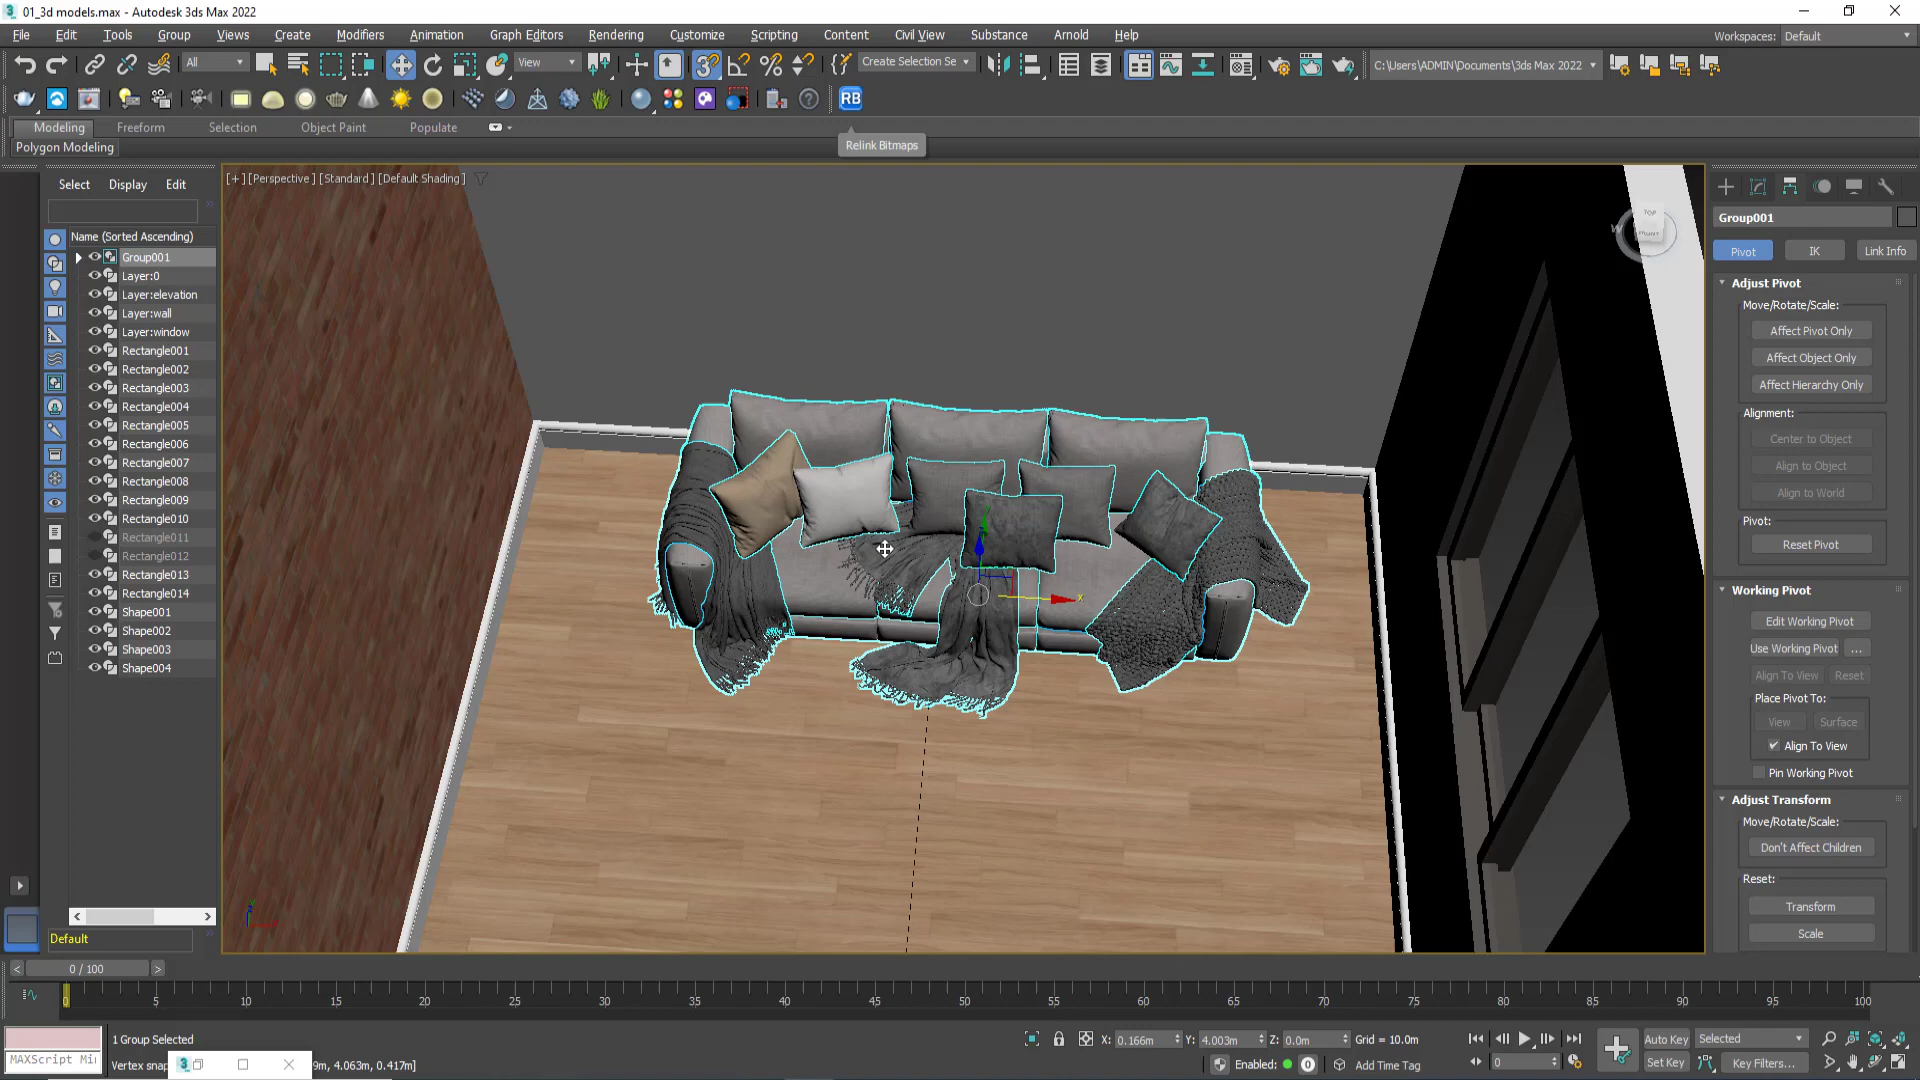 3 01_3d models.max - Autodesk 3ds Max 2022
File Edit Tools Group Views Create Modifiers Animation Graph Editors Rendering Customize Scripting Content Civil View Substance Arnold Help
Workspaces: Default
All View Create Selection Se C:\Users\ADMIN\Documents\3ds Max 2022
RB
Modeling Freeform Selection Object Paint Populate
Relink Bitmaps
Polygon Modeling
Select Display Edit
[+] [Perspective] [Standard] [Default Shading]
Name (Sorted Ascending)
Group001
Layer:0
Layer:elevation
Layer:wall
Layer:window
Rectangle001
Rectangle002
Rectangle003
Rectangle004
Rectangle005
Rectangle006
Rectangle007
Rectangle008
Rectangle009
Rectangle010
Rectangle011
Rectangle012
Rectangle013
Rectangle014
Shape001
Shape002
Shape003
Shape004
Default
TOP
FRONT
W
x
Group001
Pivot IK Link Info
Adjust Pivot
Move/Rotate/Scale:
Affect Pivot Only
Affect Object Only
Affect Hierarchy Only
Alignment:
Center to Object
Align to Object
Align to World
Pivot:
Reset Pivot
Working Pivot
Edit Working Pivot
Use Working Pivot ...
Align To View Reset
Place Pivot To:
View Surface
Align To View
Pin Working Pivot
Adjust Transform
Move/Rotate/Scale:
Don't Affect Children
Reset:
Transform
Scale
< 0 / 100 >
0 5 10 15 20 25 30 35 40 45 50 55 60 65 70 75 80 85 90 95 100
1 Group Selected
X: 0.166m Y: 4.003m Z: 0.0m Grid = 10.0m
Auto Key Selected
MAXScript Mi
Vertex snap
9m, 4.063m, 0.417m]
Enabled: 0 Add Time Tag
0
Set Key Key Filters...